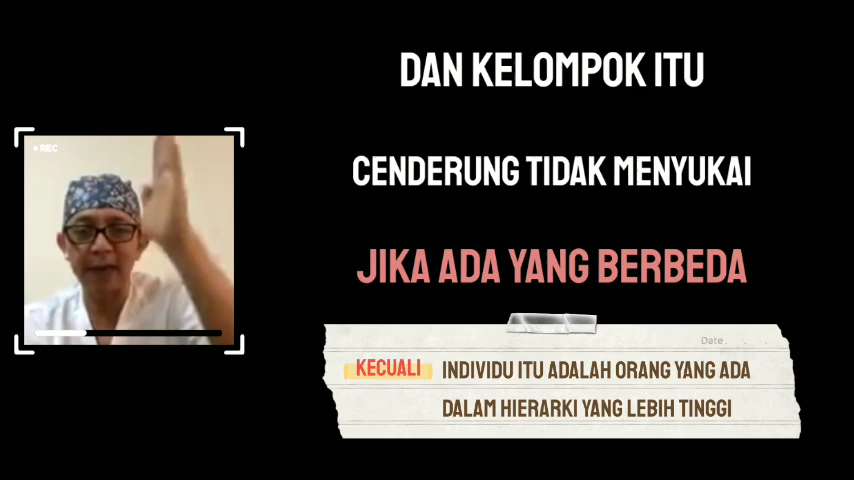 DAN KELOMPOK ITU
CENDERUNG TIDAK MENYUKAI
REC
JIKA ADA YANG BERBEDA
Date.
KECUALI INDIVIDU ITU ADALAH ORANG YANG ADA
DALAM HIERARKI YANG LEBIH TINGGI